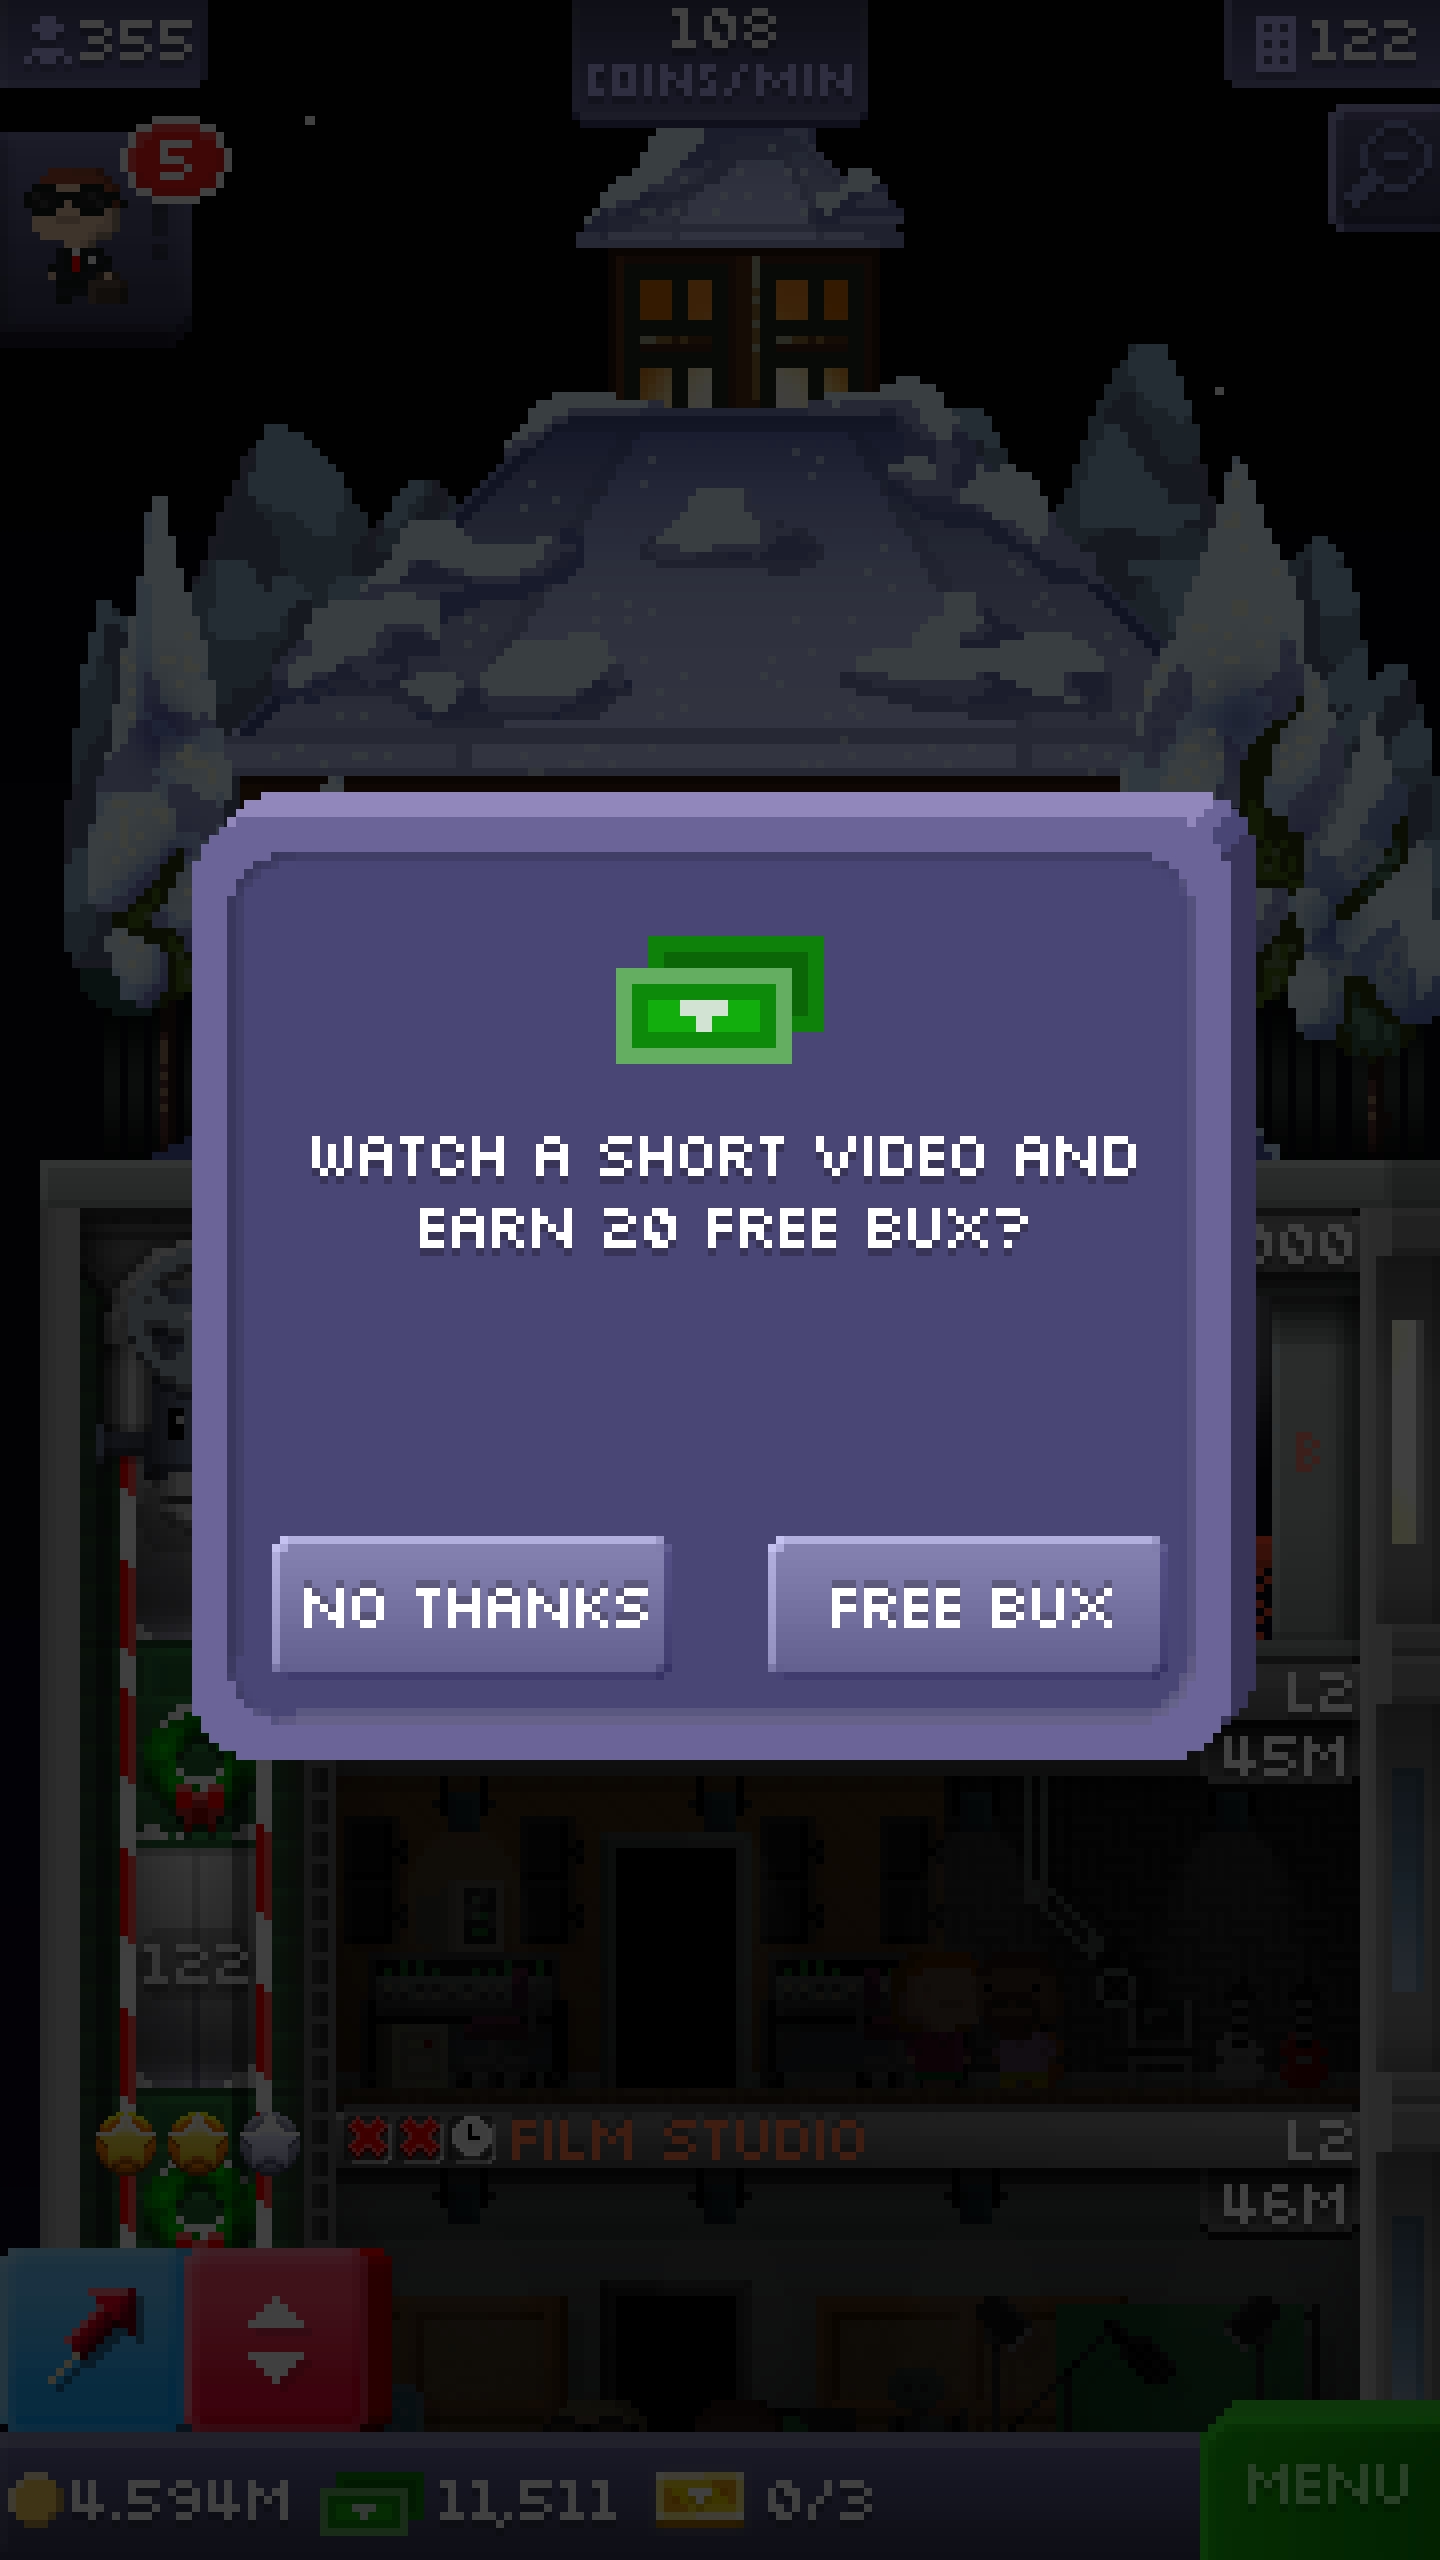 355
108
COINS/MIN
122
5
WATCH A SHORT VIDEO AND
EARN 20 FREE BUX?
000
B
NO THANKS
FREE BUX
L2
45M
122
FILM STUDIO
L2
46M
4.594M
11,511
0/3
MENU